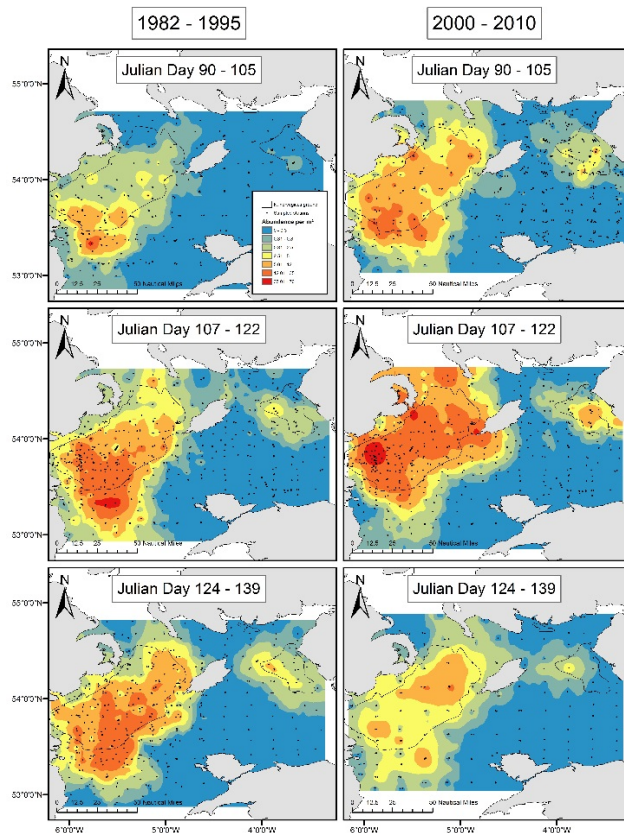 1982 - 1995
2000 - 2010
Julian Day 90 - 105
Julian Day 90 - 105
N
N
55°0'0"N
54°0'0"N
53°0'0"N
Abundance per m²
0 12.5 25 50 Nautical Miles
0 12.5 25 50 Nautical Miles
Julian Day 107 - 122
Julian Day 107 - 122
N
N
55°0'0"N
54°0'0"N
53°0'0"N
0 12.5 25 50 Nautical Miles
0 12.5 25 50 Nautical Miles
Julian Day 124 - 139
Julian Day 124 - 139
N
N
55°0'0"N
54°0'0"N
53°0'0"N
0 12.5 25 50 Nautical Miles
0 12.5 25 50 Nautical Miles
6°0'0"W 5°0'0"W 4°0'0"W
6°0'0"W 5°0'0"W 4°0'0"W